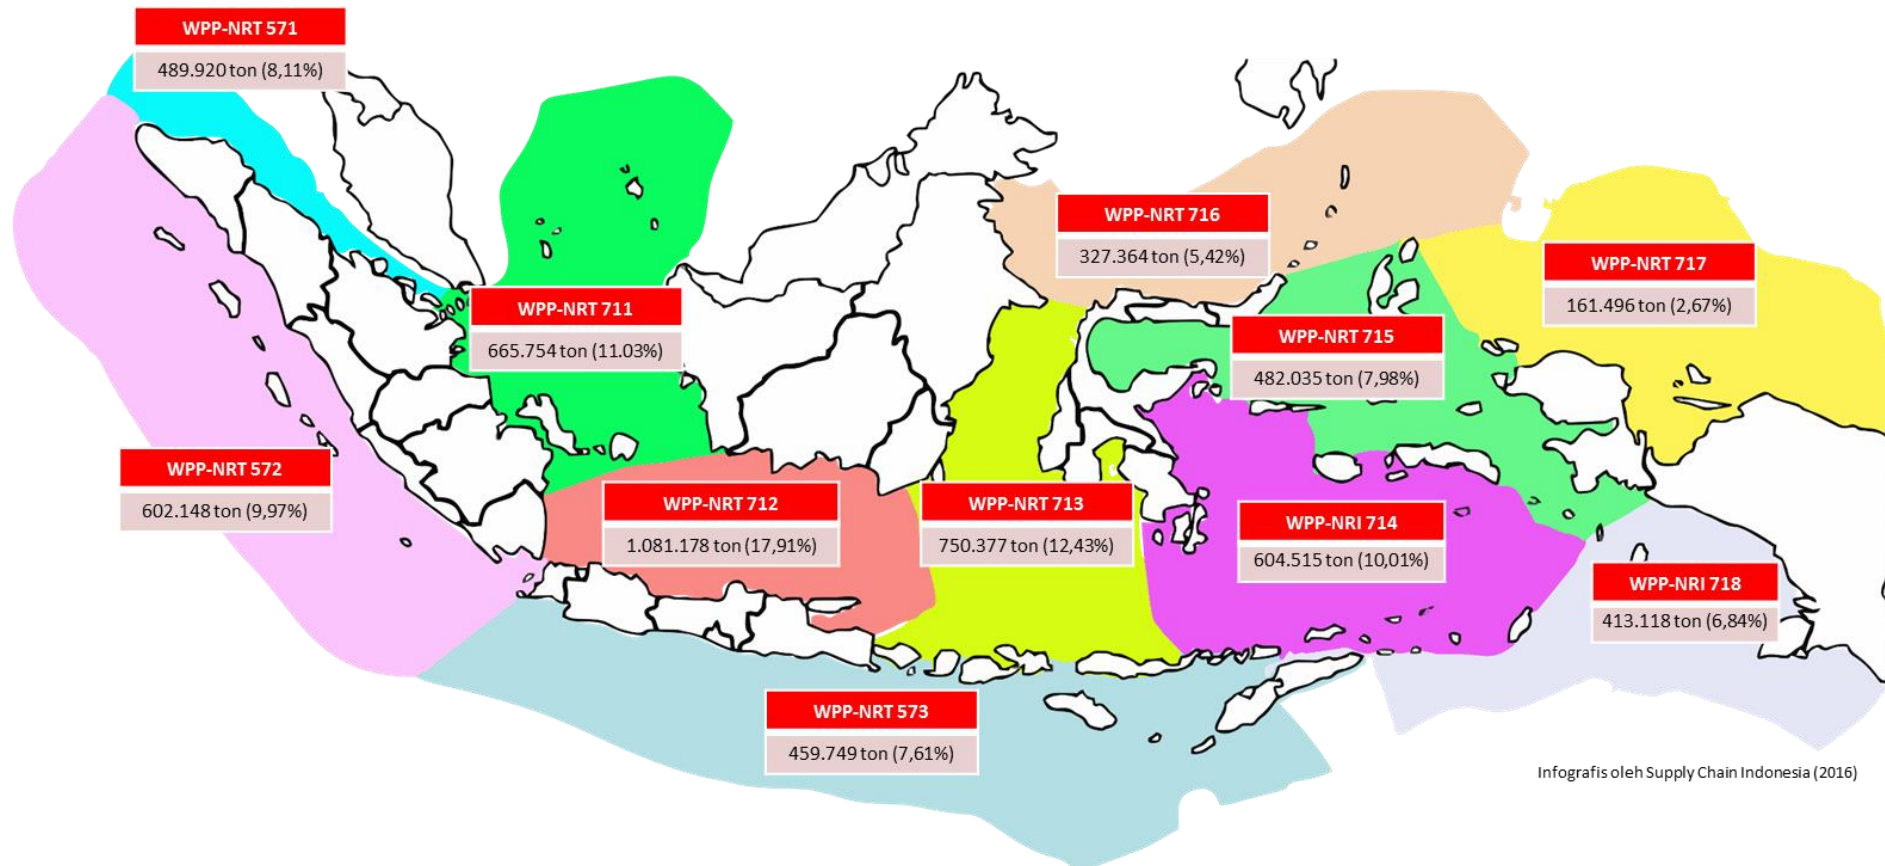 WPP-NRT 571
489.920 ton (8,11%)
WPP-NRT 716
327.364 ton (5,42%)
WPP-NRT 717
161.496 ton (2,67%)
WPP-NRT 711
665.754 ton (11.03%)
WPP-NRT 715
482.035 ton (7,98%)
WPP-NRT 572
602.148 ton (9,97%)
WPP-NRT 712
1.081.178 ton (17,91%)
WPP-NRT 713
750.377 ton (12,43%)
WPP-NRI 714
604.515 ton (10,01%)
WPP-NRI 718
413.118 ton (6,84%)
WPP-NRT 573
459.749 ton (7,61%)
Infografis oleh Supply Chain Indonesia (2016)